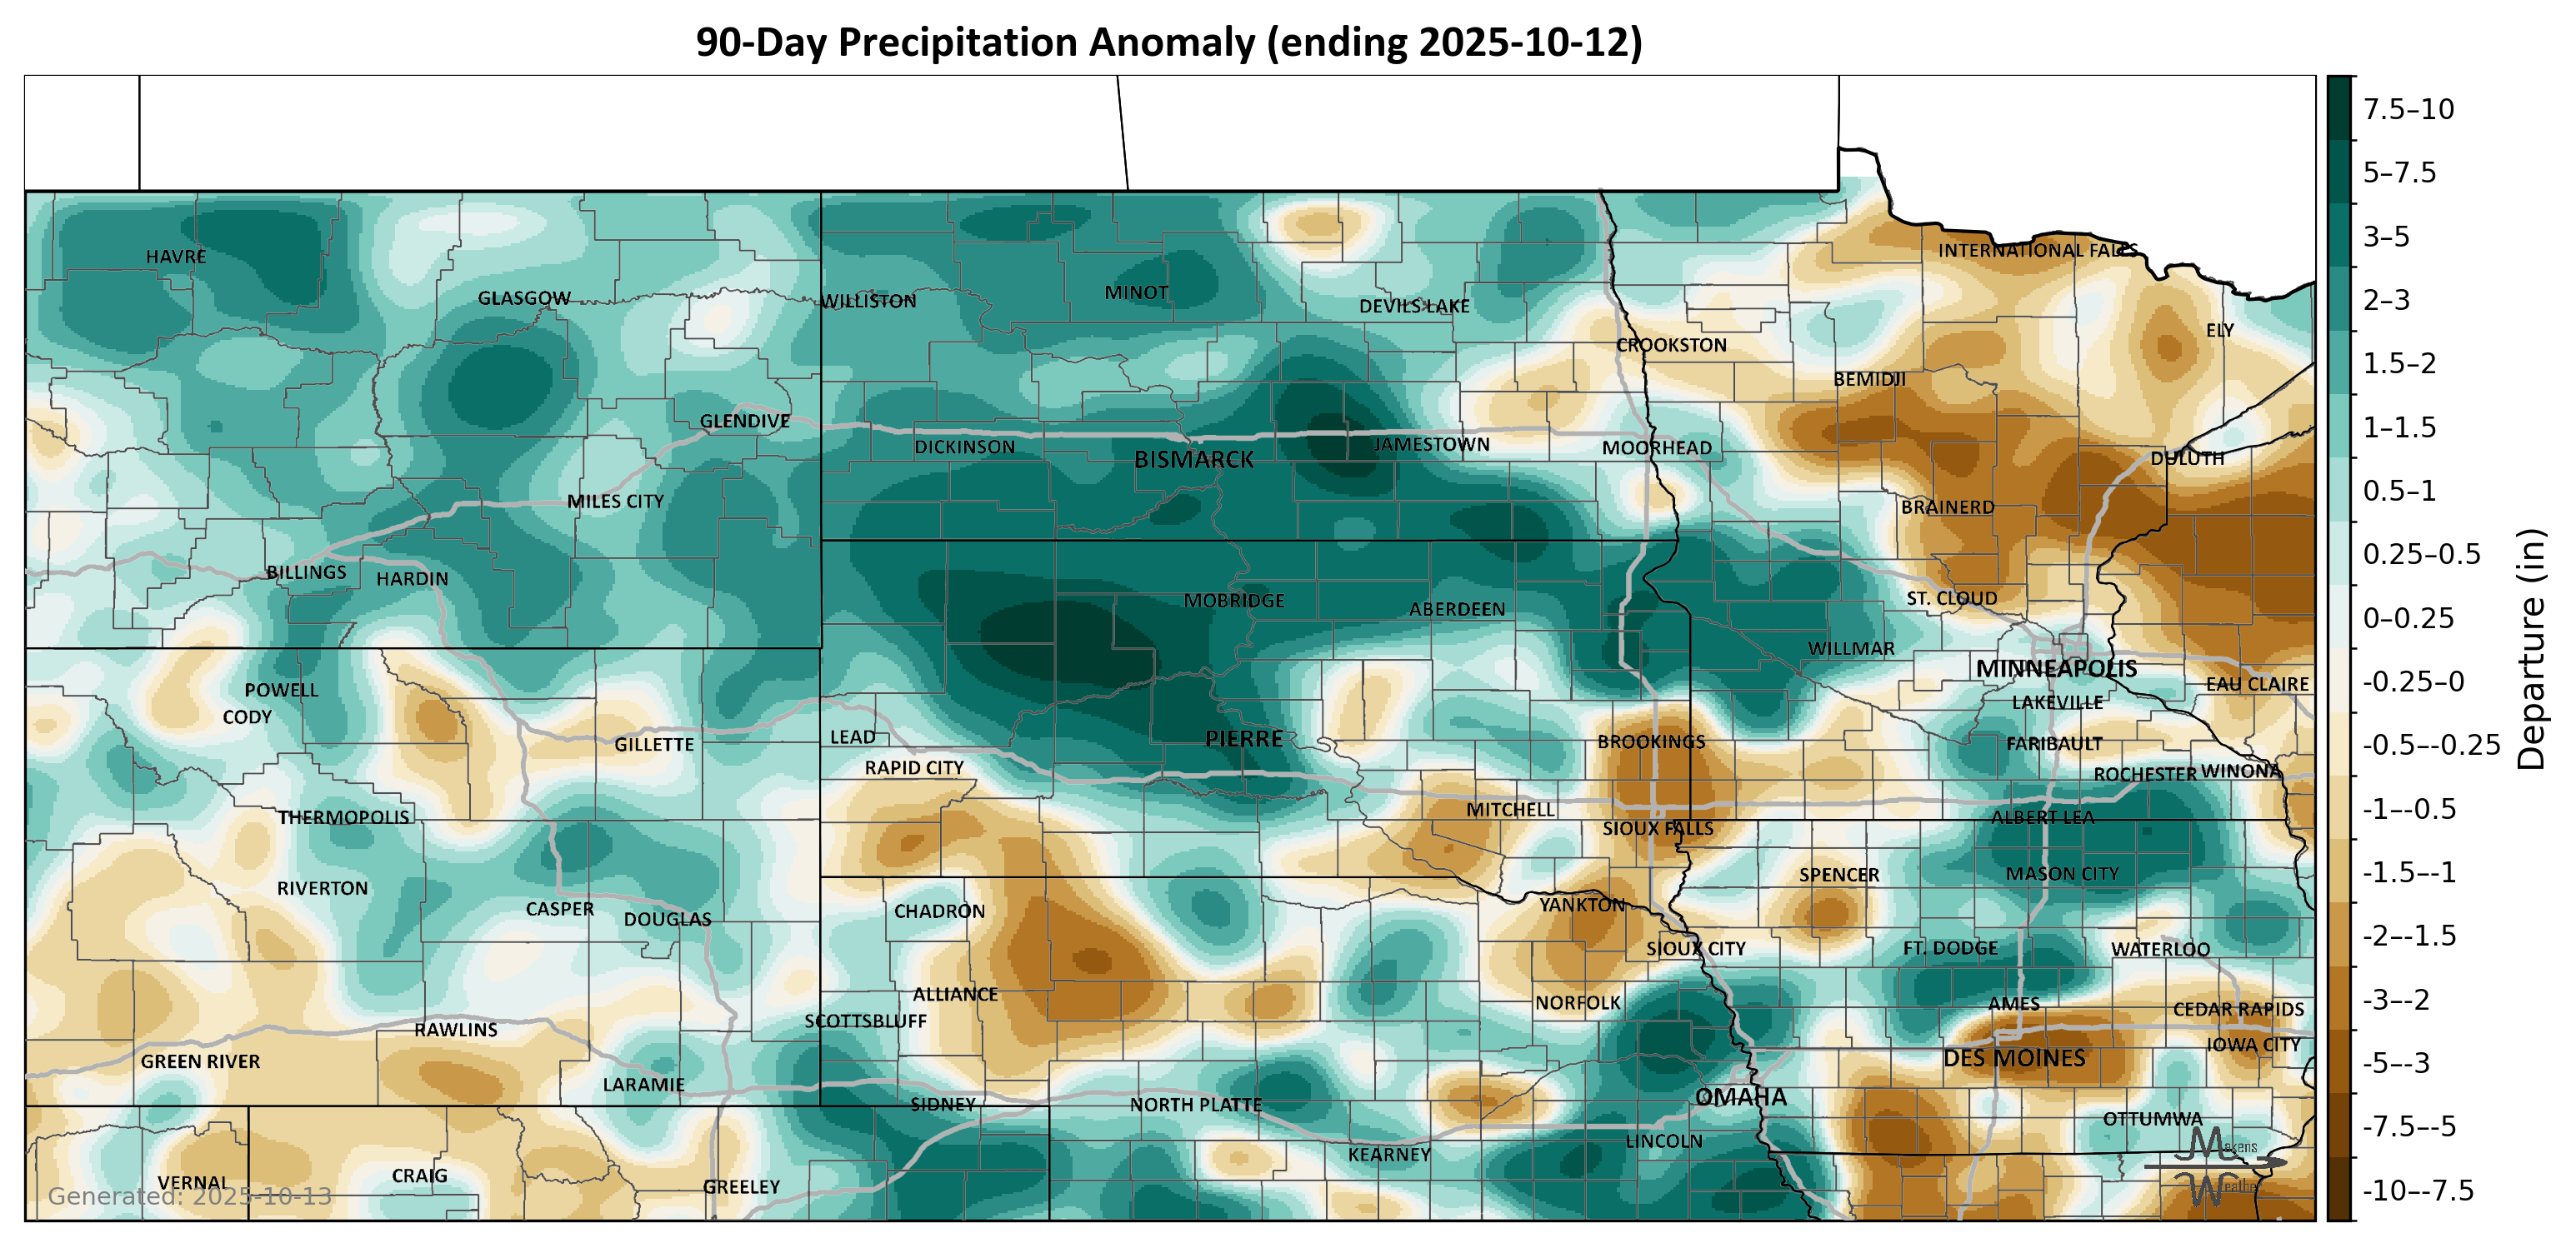 90-Day Precipitation Anomaly (ending 2025-10-12)
HAVRE
GLASGOW
WILLISTON
MINOT
DEVILS LAKE
INTERNATIONAL FALLS
ELY
CROOKSTON
BEMIDJI
GLENDIVE
DICKINSON
BISMARCK
JAMESTOWN
MOORHEAD
DULUTH
MILES CITY
BRAINERD
BILLINGS
HARDIN
MOBRIDGE
ABERDEEN
ST. CLOUD
WILLMAR
MINNEAPOLIS
POWELL
EAU CLAIRE
CODY
LAKEVILLE
GILLETTE
LEAD
PIERRE
BROOKINGS
FARIBAULT
RAPID CITY
ROCHESTER
WINONA
THERMOPOLIS
MITCHELL
SIOUX FALLS
ALBERT LEA
RIVERTON
SPENCER
MASON CITY
CASPER
DOUGLAS
CHADRON
YANKTON
SIOUX CITY
FT. DODGE
WATERLOO
ALLIANCE
NORFOLK
AMES
CEDAR RAPIDS
SCOTTSBLUFF
RAWLINS
GREEN RIVER
DES MOINES
IOWA CITY
LARAMIE
SIDNEY
NORTH PLATTE
OMAHA
OTTUMWA
LINCOLN
KEARNEY
VERNAL
CRAIG
GREELEY
Generated: 2025-10-13
Makens
Weather
7.5–10
5–7.5
3–5
2–3
1.5–2
1–1.5
0.5–1
0.25–0.5
0–0.25
-0.25–0
-0.5–-0.25
-1–-0.5
-1.5–-1
-2–-1.5
-3–-2
-5–-3
-7.5–-5
-10–-7.5
Departure (in)